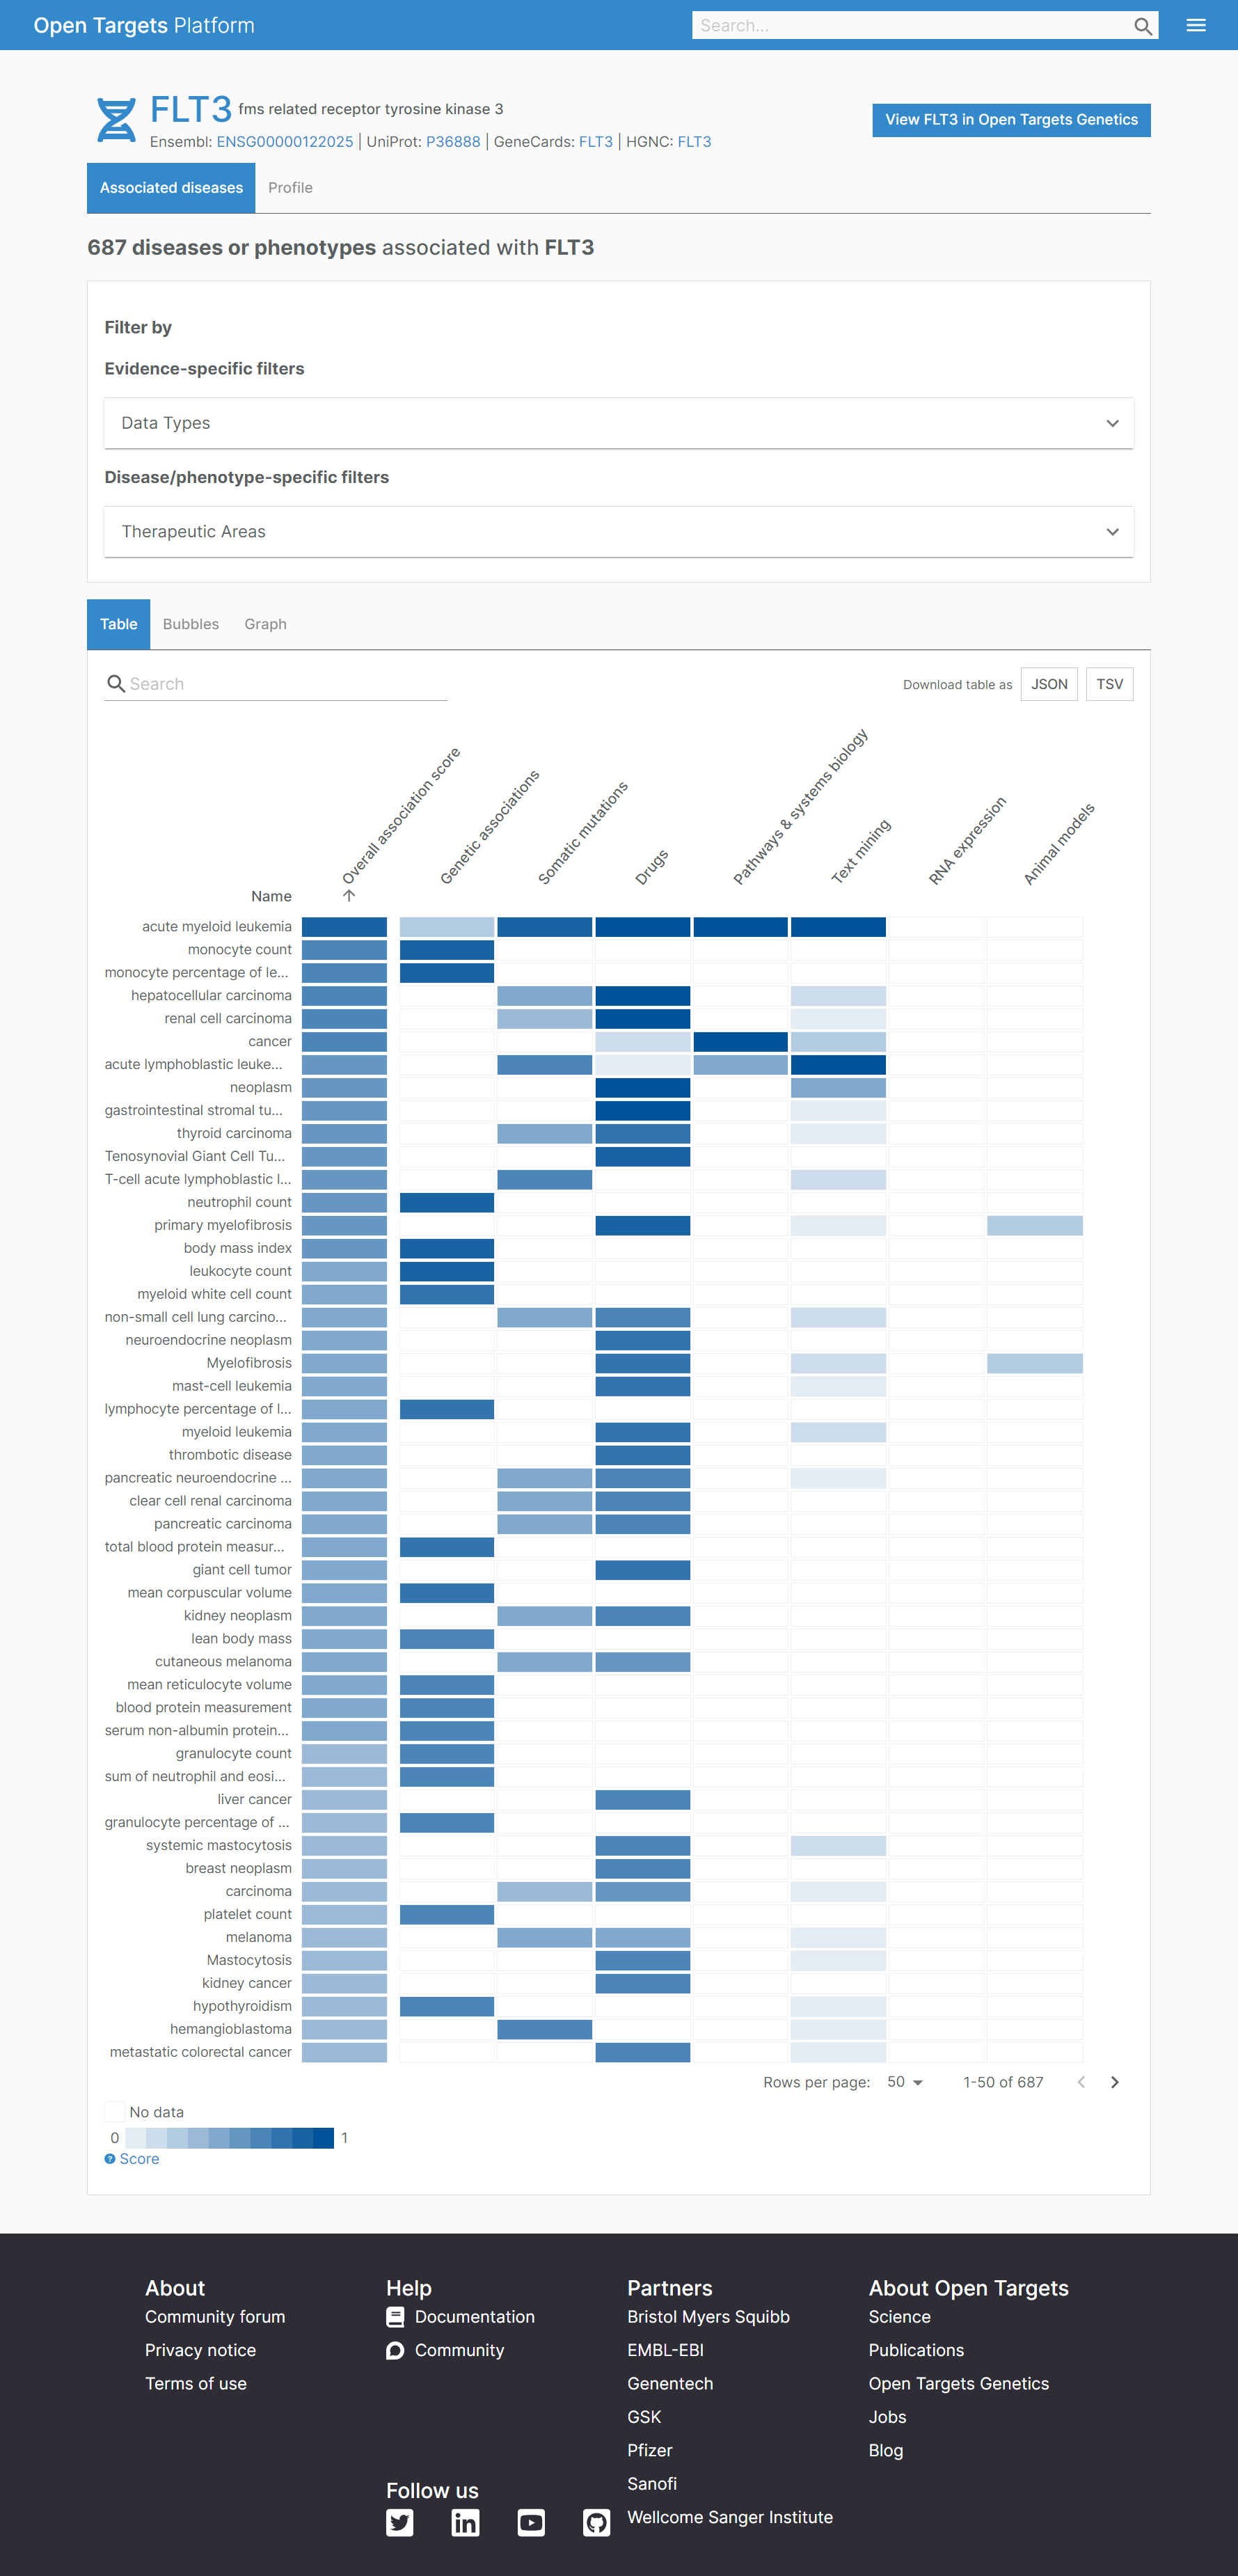 Open Targets Platform
Search...
FLT3 fms related receptor tyrosine kinase 3
Ensembl: ENSG00000122025 | UniProt: P36888 | GeneCards: FLT3 | HGNC: FLT3
View FLT3 in Open Targets Genetics
Associated diseases
Profile
687 diseases or phenotypes associated with FLT3
Filter by
Evidence-specific filters
Data Types
Disease/phenotype-specific filters
Therapeutic Areas
Table
Bubbles
Graph
Search
Download table as
JSON
TSV
Name
Overall association score
Genetic associations
Somatic mutations
Drugs
Pathways & systems biology
Text mining
RNA expression
Animal models
acute myeloid leukemia
monocyte count
monocyte percentage of le...
hepatocellular carcinoma
renal cell carcinoma
cancer
acute lymphoblastic leuke...
neoplasm
gastrointestinal stromal tu...
thyroid carcinoma
Tenosynovial Giant Cell Tu...
T-cell acute lymphoblastic l...
neutrophil count
primary myelofibrosis
body mass index
leukocyte count
myeloid white cell count
non-small cell lung carcino...
neuroendocrine neoplasm
Myelofibrosis
mast-cell leukemia
lymphocyte percentage of l...
myeloid leukemia
thrombotic disease
pancreatic neuroendocrine ...
clear cell renal carcinoma
pancreatic carcinoma
total blood protein measur...
giant cell tumor
mean corpuscular volume
kidney neoplasm
lean body mass
cutaneous melanoma
mean reticulocyte volume
blood protein measurement
serum non-albumin protein...
granulocyte count
sum of neutrophil and eosi...
liver cancer
granulocyte percentage of ...
systemic mastocytosis
breast neoplasm
carcinoma
platelet count
melanoma
Mastocytosis
kidney cancer
hypothyroidism
hemangioblastoma
metastatic colorectal cancer
Rows per page: 50 1-50 of 687
No data
0 1
? Score
About
Community forum
Privacy notice
Terms of use
Help
Documentation
Community
Follow us
Partners
Bristol Myers Squibb
EMBL-EBI
Genentech
GSK
Pfizer
Sanofi
Wellcome Sanger Institute
About Open Targets
Science
Publications
Open Targets Genetics
Jobs
Blog